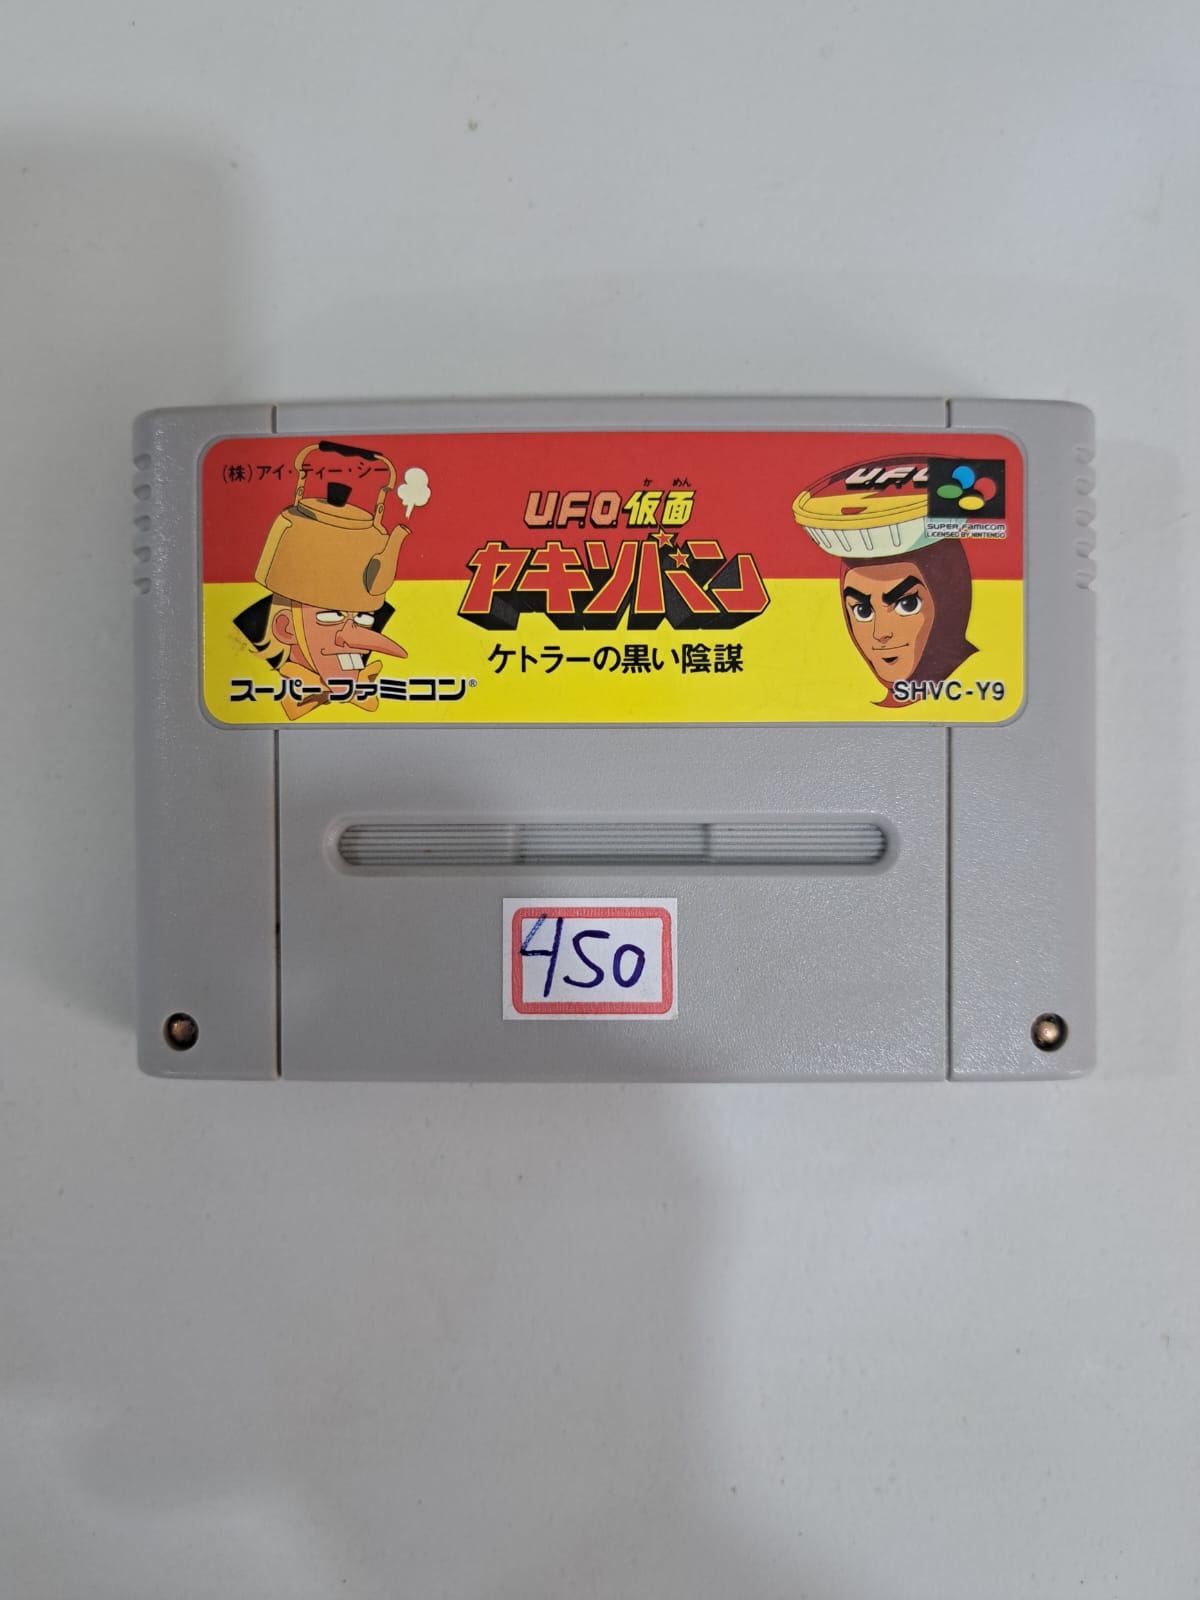 (株)アイ・ティー・シー
U.F.O.
か めん
U.F.O.仮面
ヤキソバン
ケトラーの黒い陰謀
SUPER FAMICOM
LICENSED BY NINTENDO
スーパーファミコン®
SHVC-Y9
450